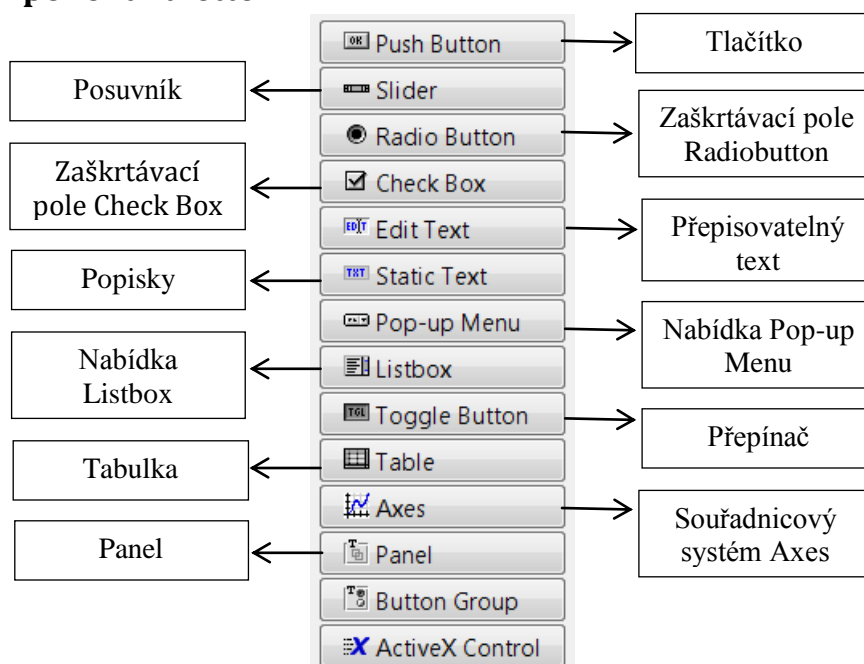 Push Button
Tlačítko
Posuvník
Slider
Radio Button
Zaškrtávací pole
Radiobutton
Zaškrtávací
pole Check Box
Check Box
Edit Text
Přepisovatelný
text
Popisky
Static Text
Pop-up Menu
Nabídka Pop-up
Menu
Nabídka
Listbox
Listbox
Toggle Button
Přepínač
Tabulka
Table
Axes
Souřadnicový
systém Axes
Panel
Panel
Button Group
ActiveX Control